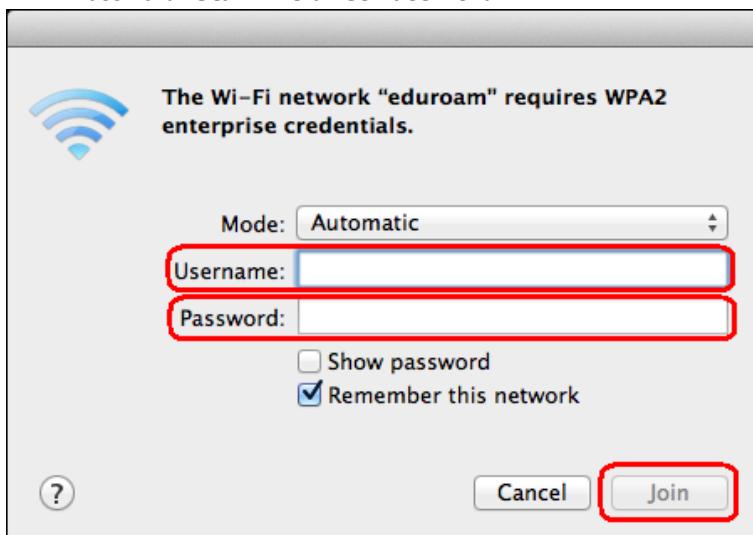 The Wi-Fi network “eduroam” requires WPA2
enterprise credentials.
Mode: Automatic
Username:
Password:
Show password
Remember this network
? Cancel Join